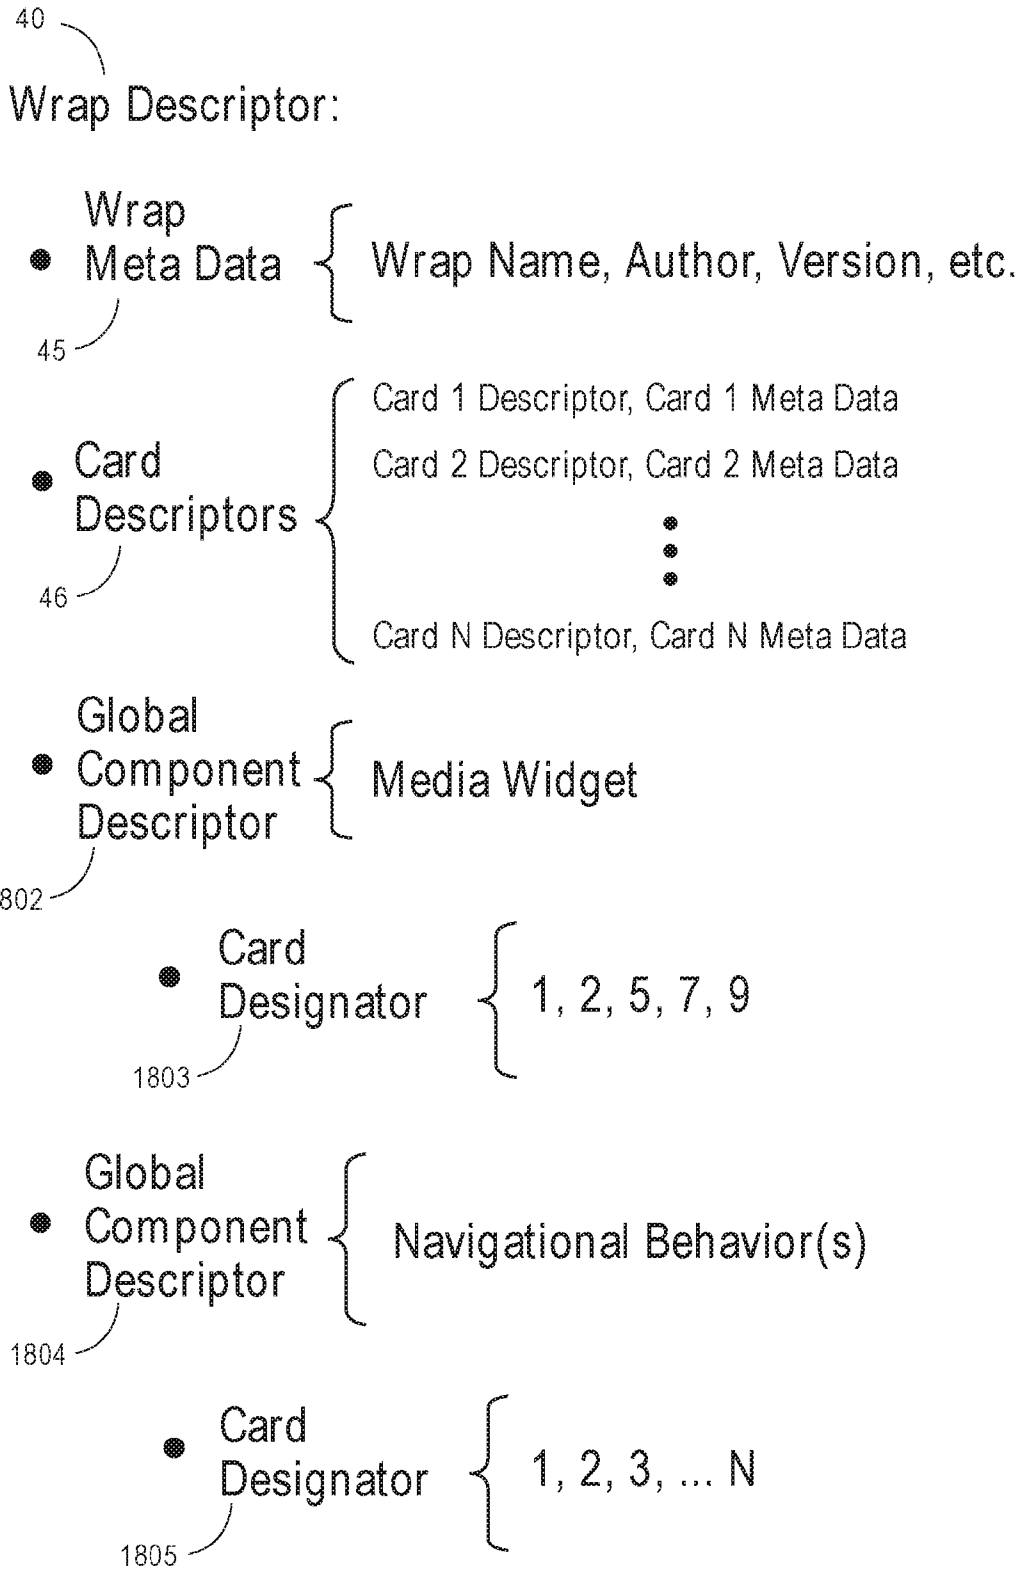 40
Wrap Descriptor:
Wrap
Meta Data
Wrap Name, Author, Version, etc.
45
Card
Descriptors
Card 1 Descriptor, Card 1 Meta Data
Card 2 Descriptor, Card 2 Meta Data
Card N Descriptor, Card N Meta Data
46
Global
Component
Descriptor
Media Widget
802
Card
Designator
1, 2, 5, 7, 9
1803
Global
Component
Descriptor
Navigational Behavior(s)
1804
Card
Designator
1, 2, 3, ... N
1805